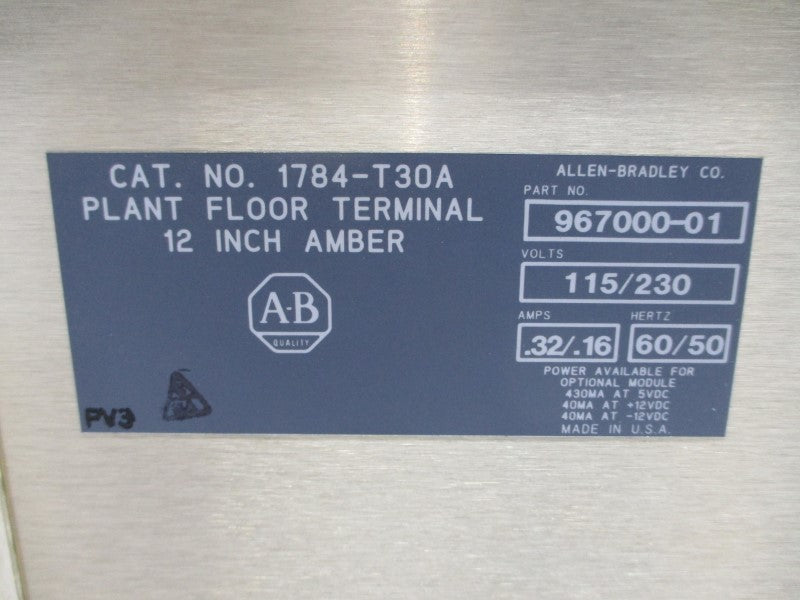 CAT. NO. 1784-T30A
PLANT FLOOR TERMINAL
12 INCH AMBER
A-B
QUALITY
PV3
ALLEN-BRADLEY CO.
PART NO.
967000-01
VOLTS
115/230
AMPS HERTZ
.32/.16 60/50
POWER AVAILABLE FOR
OPTIONAL MODULE
430MA AT 5VDC
40MA AT +12VDC
40MA AT -12VDC
MADE IN U.S.A.